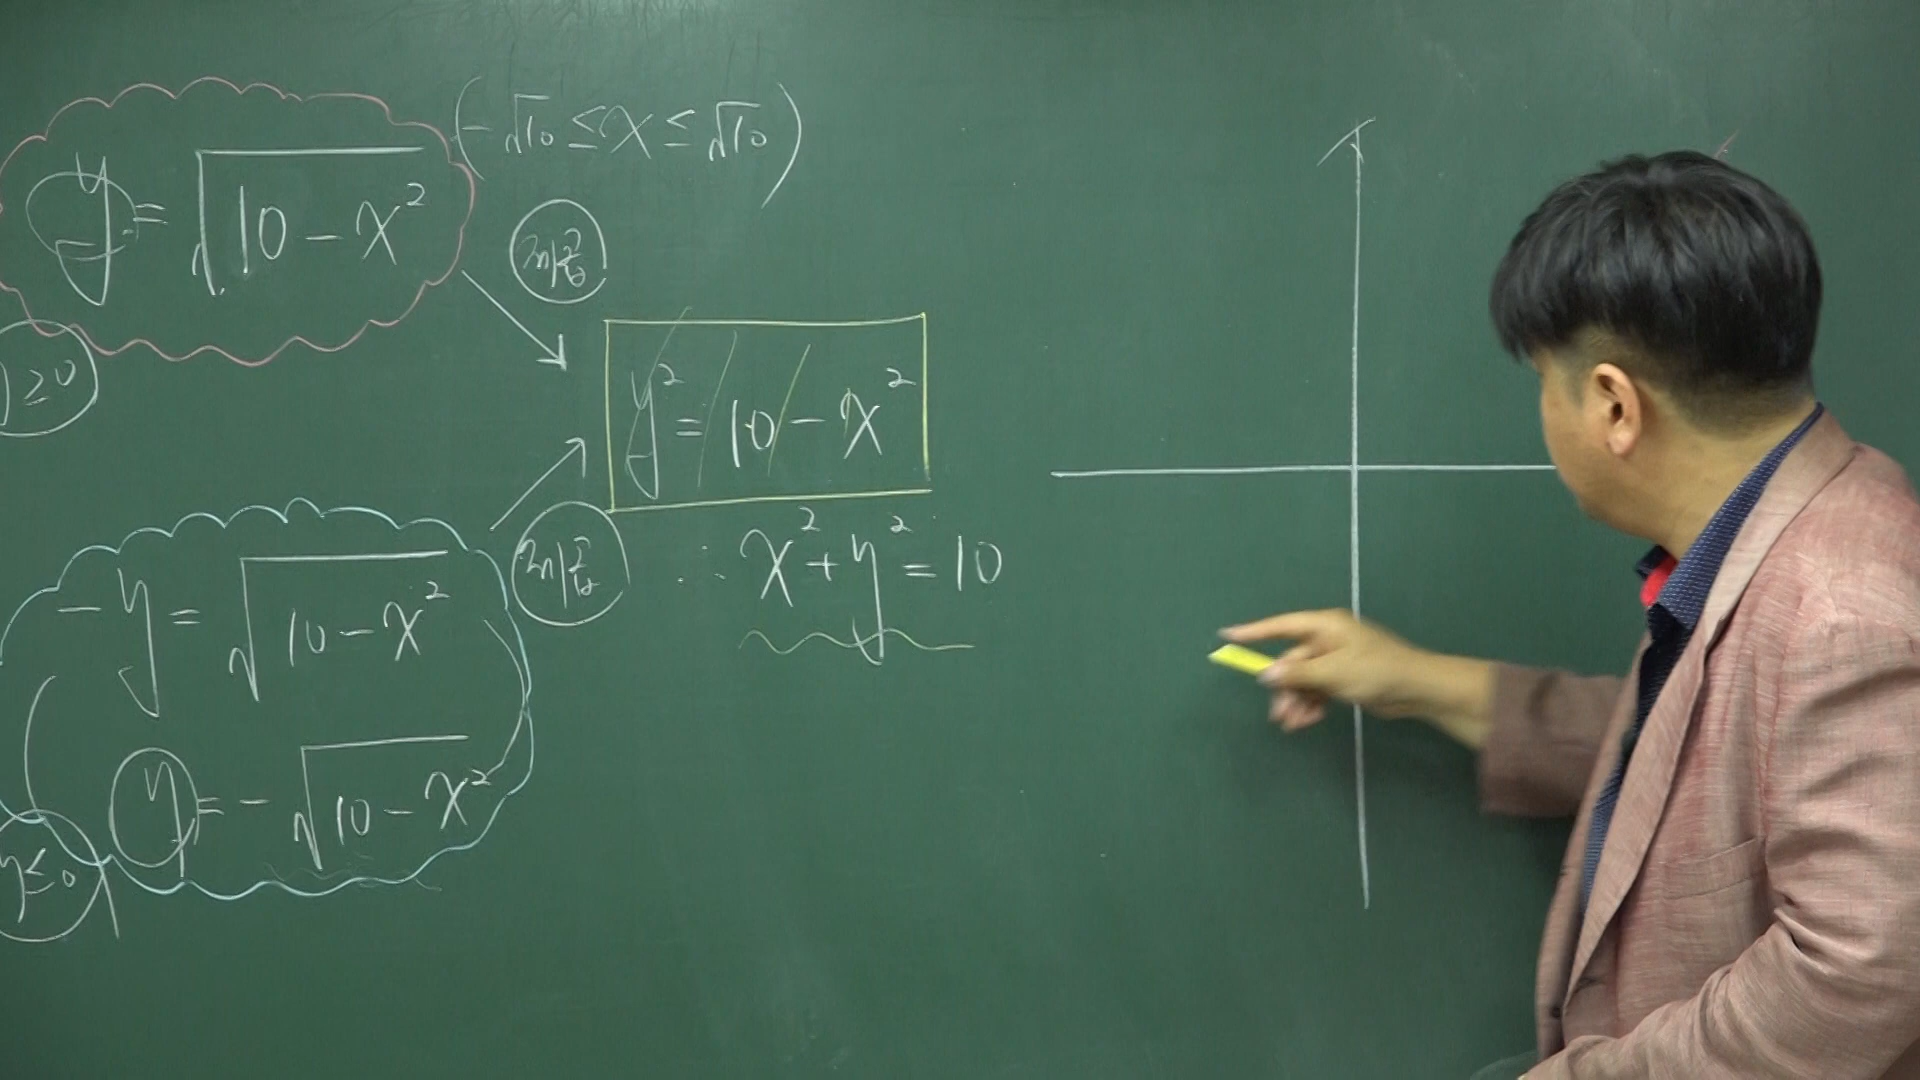 y = √(10 - x²) (-√10 ≤ x ≤ √10)
≥ 0
y² = 10 - x²
∴ x² + y² = 10
-y = √(10 - x²)
y = -√(10 - x²)
y ≤ 0